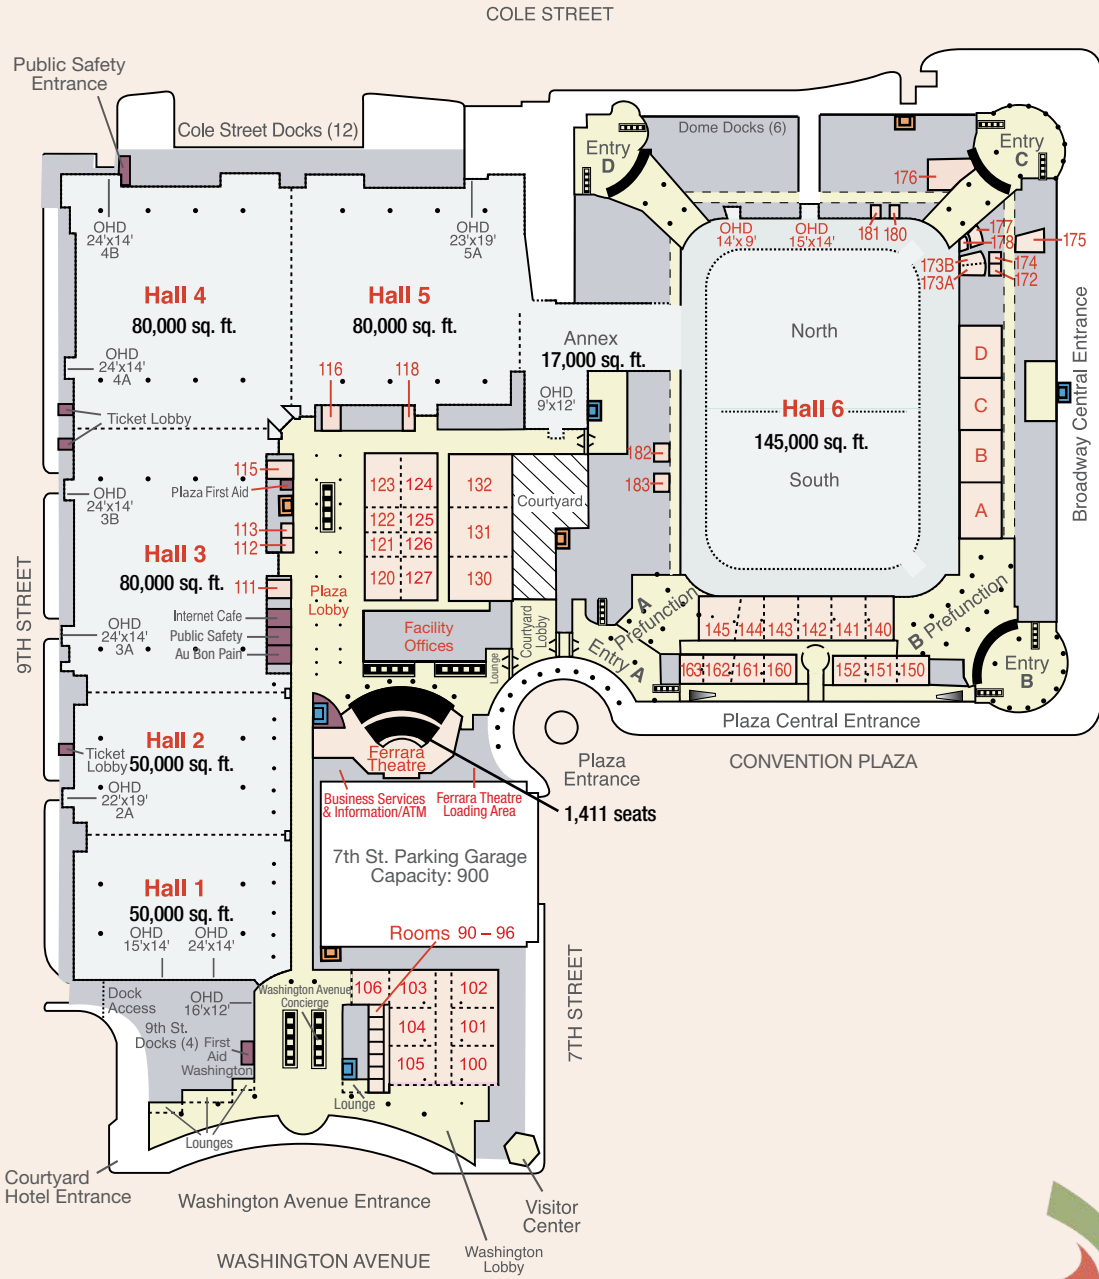 COLE STREET
Public Safety
Entrance
Cole Street Docks (12)
Dome Docks (6)
Entry
D
Entry
C
176
OHD
24'x14'
4B
OHD
23'x19'
5A
OHD
14'x 9'
OHD
15'x14'
181
180
177
178
175
173B
173A
174
172
Hall 4
80,000 sq. ft.
Hall 5
80,000 sq. ft.
Annex
17,000 sq. ft.
North
Hall 6
145,000 sq. ft.
South
D
C
B
A
Broadway Central Entrance
OHD
24'x14'
4A
116
118
OHD
9'x12'
Ticket Lobby
182
183
115
Plaza First Aid
OHD
24'x14'
3B
113
112
123
124
132
122
125
131
121
126
120
127
130
Courtyard
Hall 3
80,000 sq. ft.
111
Plaza
Lobby
9TH STREET
Internet Cafe
Public Safety
Au Bon Pain
OHD
24'x14'
3A
Facility
Offices
Courtyard
Lobby
Lounge
A
Prefunction
Entry A
145
144
143
142
141
140
B Prefunction
163
162
161
160
152
151
150
Entry
B
Plaza Central Entrance
CONVENTION PLAZA
Hall 2
50,000 sq. ft.
Ticket
Lobby
OHD
22'x19'
2A
Ferrara
Theatre
Plaza
Entrance
Business Services
& Information/ATM
Ferrara Theatre
Loading Area
1,411 seats
7th St. Parking Garage
Capacity: 900
Hall 1
50,000 sq. ft.
OHD
15'x14'
OHD
24'x14'
Rooms 90 – 96
7TH STREET
Dock
Access
OHD
16'x12'
9th St.
Docks (4)
First
Aid
Washington
Washington Avenue
Concierge
106
103
102
104
101
105
100
Lounge
Lounges
Courtyard
Hotel Entrance
Washington Avenue Entrance
Visitor
Center
WASHINGTON AVENUE
Washington
Lobby